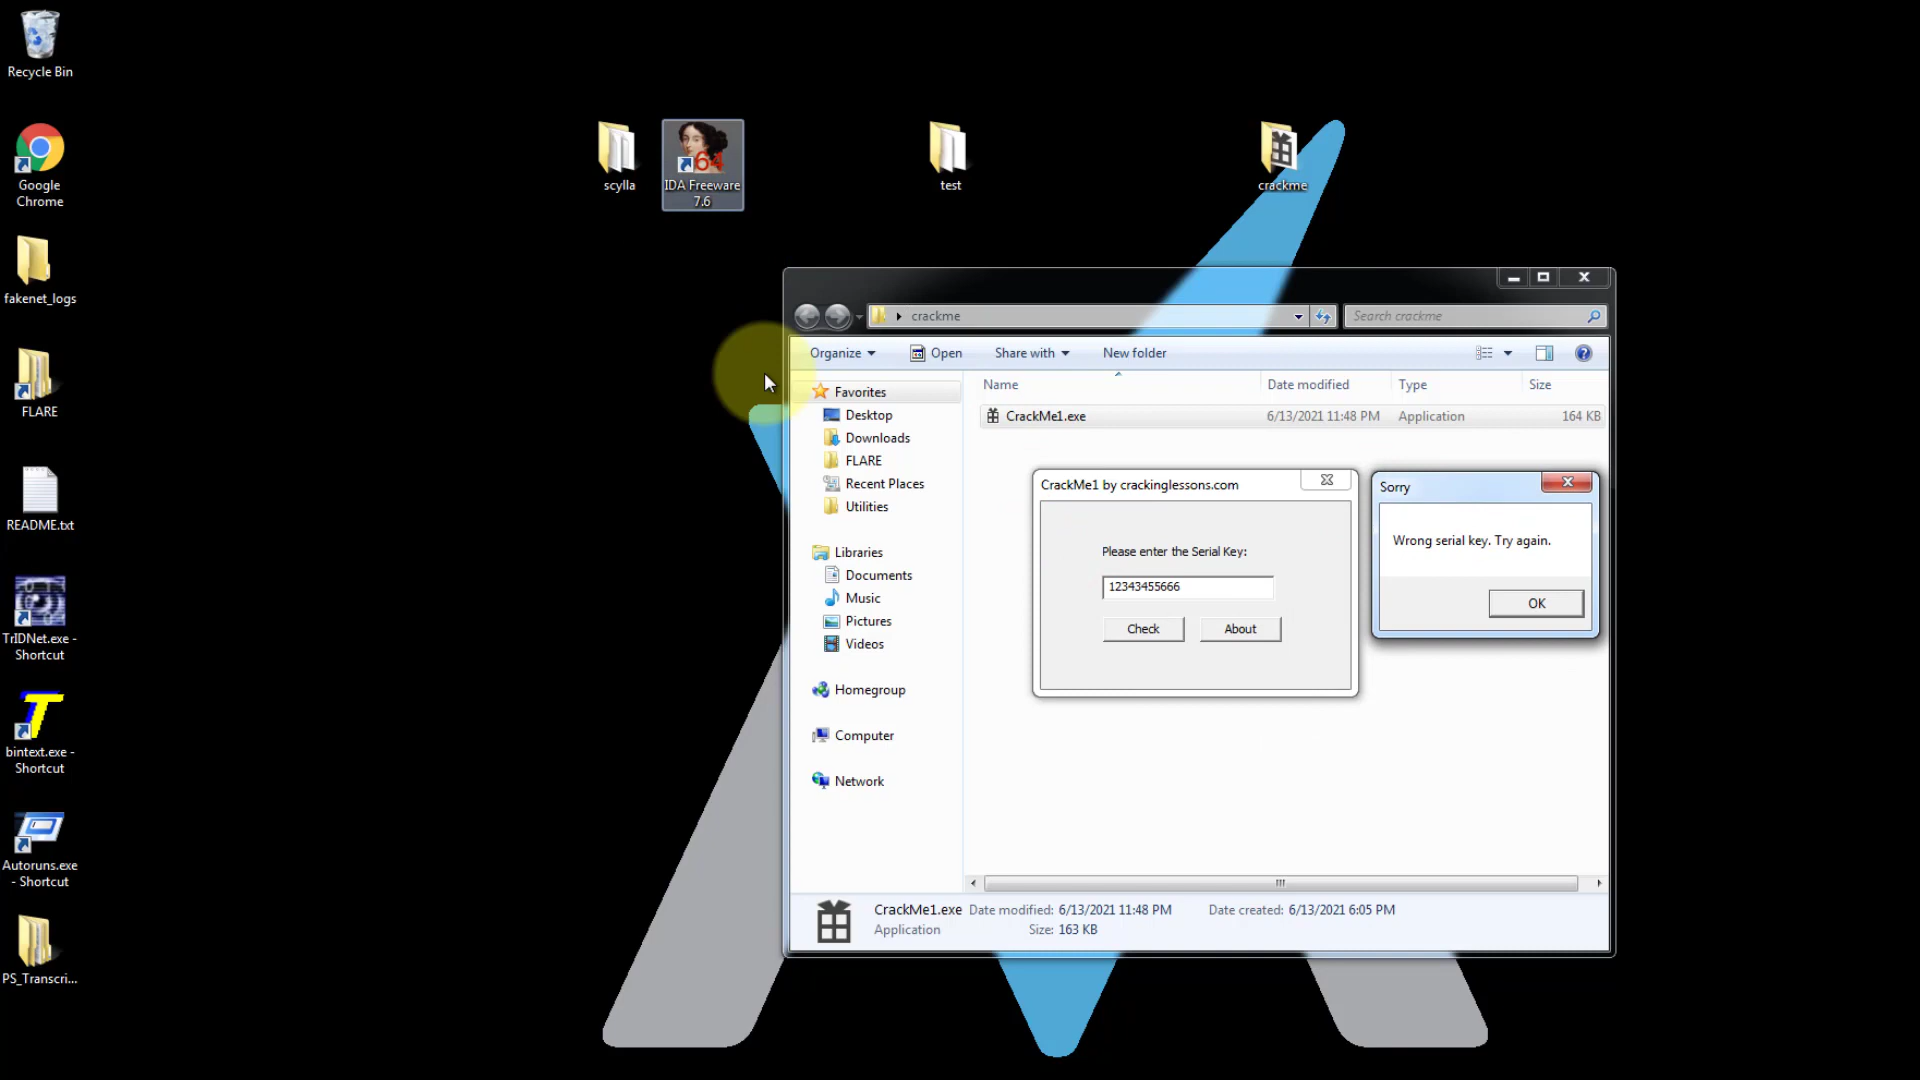 Recycle Bin
Google
Chrome
fakenet_logs
FLARE
README.txt
TrIDNet.exe -
Shortcut
bintext.exe -
Shortcut
Autoruns.exe
- Shortcut
PS_Transcri...
scylla
64
IDA Freeware
7.6
test
crackme
crackme
Search crackme
Organize
Open
Share with
New folder
Name
Date modified
Type
Size
Favorites
Desktop
Downloads
FLARE
Recent Places
Utilities
Libraries
Documents
Music
Pictures
Videos
Homegroup
Computer
Network
CrackMe1.exe
6/13/2021 11:48 PM
Application
164 KB
CrackMe1 by crackinglessons.com
Please enter the Serial Key:
12343455666
Check
About
Sorry
Wrong serial key. Try again.
OK
CrackMe1.exe Date modified: 6/13/2021 11:48 PM Date created: 6/13/2021 6:05 PM
Application Size: 163 KB